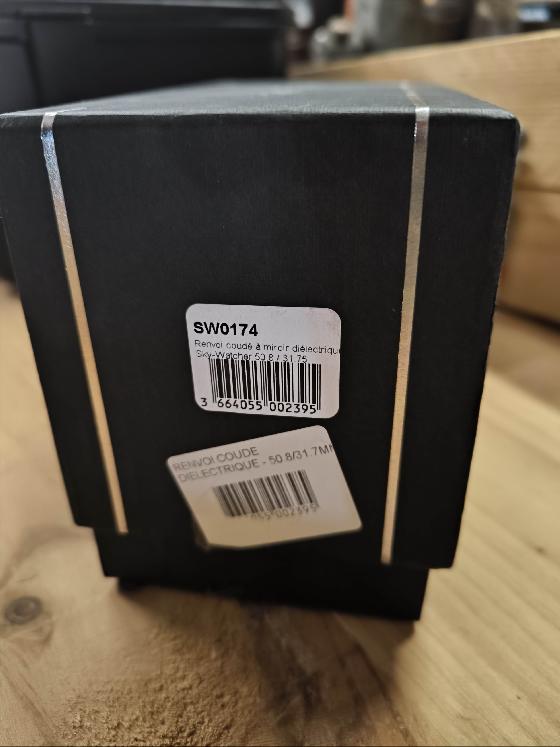 SW0174
Renvoi coudé à miroir diélectrique
Sky-Watcher 50.8 / 31.75
3 664055 002395
RENVOI COUDE
DIELECTRIQUE - 50.8/31.7MM
002395